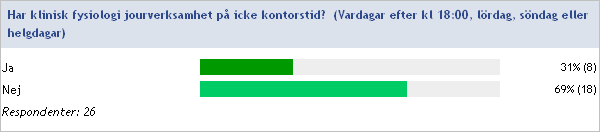 Har klinisk fysiologi jourverksamhet på icke kontorstid?  (Vardagar efter kl 18:00, lördag, söndag eller
helgdagar)
Ja 31% (8)
Nej 69% (18)
Respondenter: 26